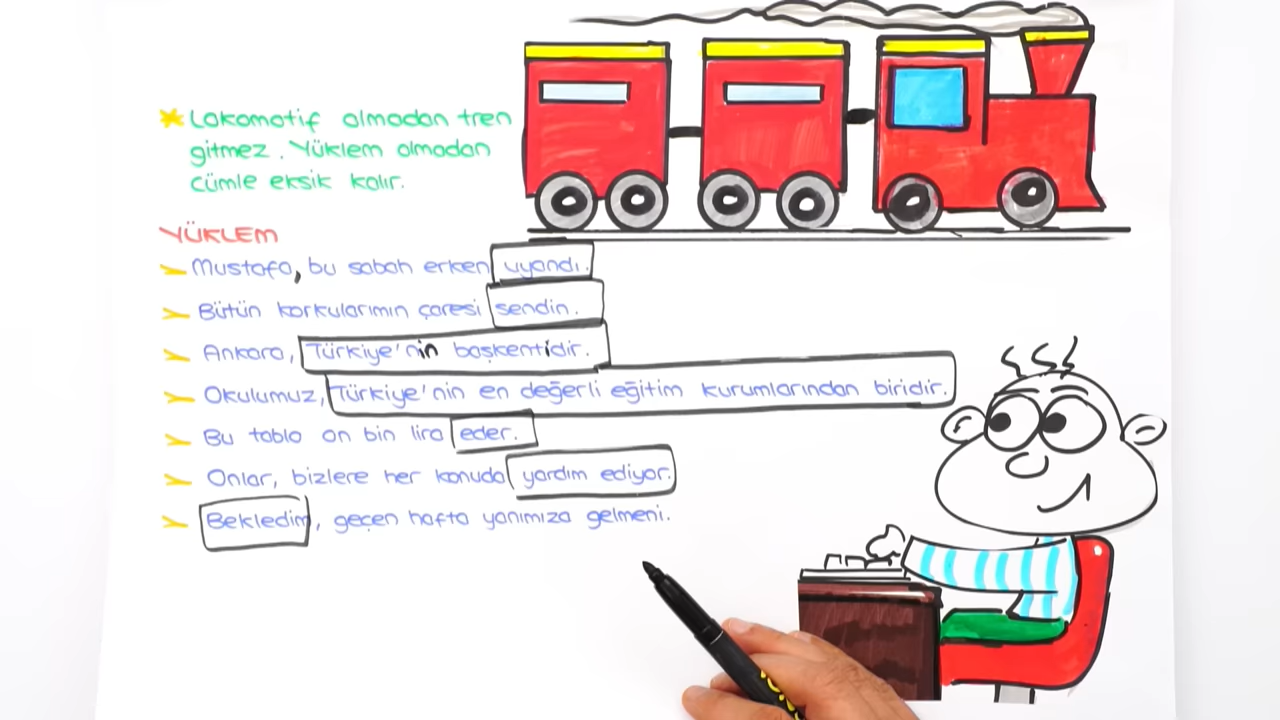 Lokomotif olmadan tren
gitmez. Yüklem olmadan
cümle eksik kalır.
YÜKLEM
Mustafa, bu sabah erken uyandı.
Bütün korkularımın çaresi sendin.
Ankara, Türkiye'nin başkentidir.
Okulumuz, Türkiye'nin en değerli eğitim kurumlarından biridir.
Bu tablo on bin lira eder.
Onlar, bizlere her konuda yardım ediyor.
Bekledim, geçen hafta yanımıza gelmeni.